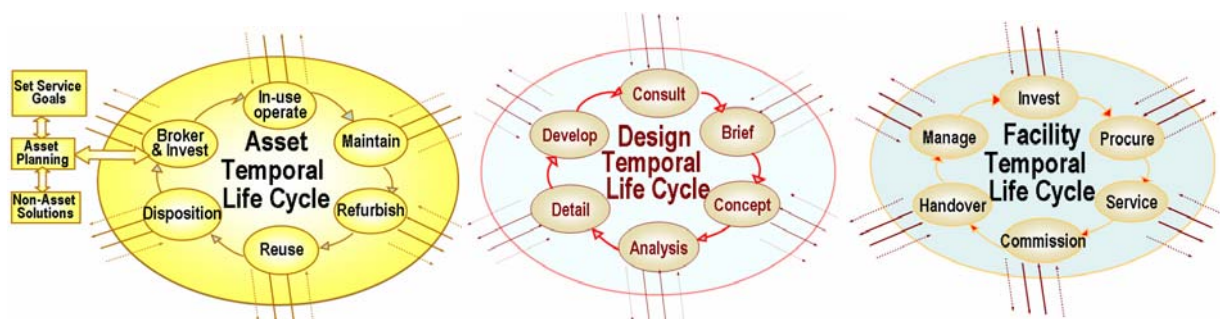 Set Service
Goals
Asset
Planning
Non-Asset
Solutions
In-use
operate
Broker
& Invest
Maintain
Asset
Temporal
Life Cycle
Disposition
Refurbish
Reuse
Consult
Develop
Brief
Design
Temporal
Life Cycle
Detail
Concept
Analysis
Invest
Manage
Procure
Facility
Temporal
Life Cycle
Handover
Service
Commission